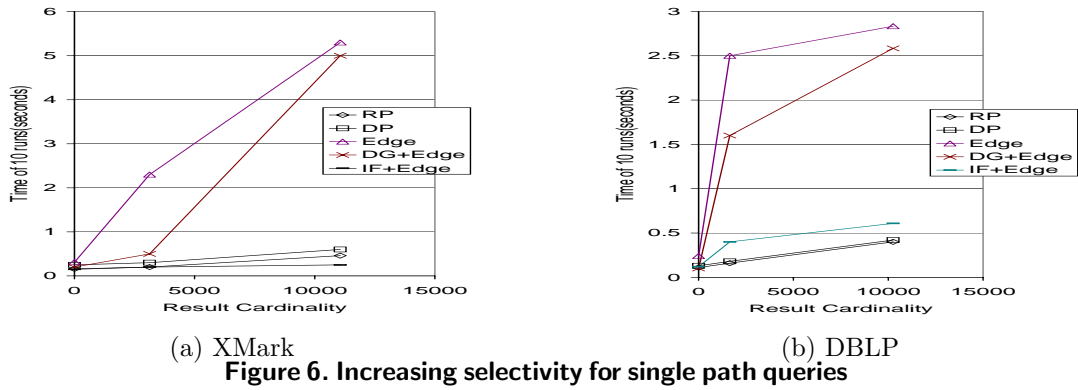 6
5
4
3
2
1
0
Time of 10 runs(seconds)
0
5000
10000
15000
Result Cardinality
RP
DP
Edge
DG+Edge
IF+Edge
(a) XMark
3
2.5
2
1.5
1
0.5
0
Time of 10 runs(seconds)
0
5000
10000
15000
Result Cardinality
RP
DP
Edge
DG+Edge
IF+Edge
(b) DBLP
Figure 6. Increasing selectivity for single path queries